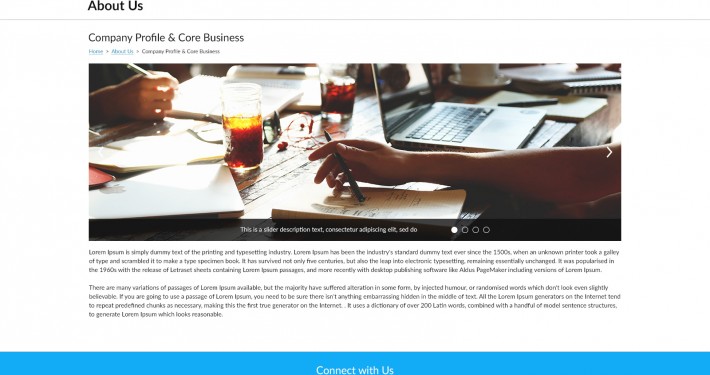 About Us
Company Profile & Core Business
Home > About Us > Company Profile & Core Business
This is a slider description text, consectetur adipiscing elit, sed do
Lorem Ipsum is simply dummy text of the printing and typesetting industry. Lorem Ipsum has been the industry's standard dummy text ever since the 1500s, when an unknown printer took a galley
of type and scrambled it to make a type specimen book. It has survived not only five centuries, but also the leap into electronic typesetting, remaining essentially unchanged. It was popularised in
the 1960s with the release of Letraset sheets containing Lorem Ipsum passages, and more recently with desktop publishing software like Aldus PageMaker including versions of Lorem Ipsum.
There are many variations of passages of Lorem Ipsum available, but the majority have suffered alteration in some form, by injected humour, or randomised words which don't look even slightly
believable. If you are going to use a passage of Lorem Ipsum, you need to be sure there isn't anything embarrassing hidden in the middle of text. All the Lorem Ipsum generators on the Internet tend
to repeat predefined chunks as necessary, making this the first true generator on the Internet. . It uses a dictionary of over 200 Latin words, combined with a handful of model sentence structures,
to generate Lorem Ipsum which looks reasonable.
Connect with Us